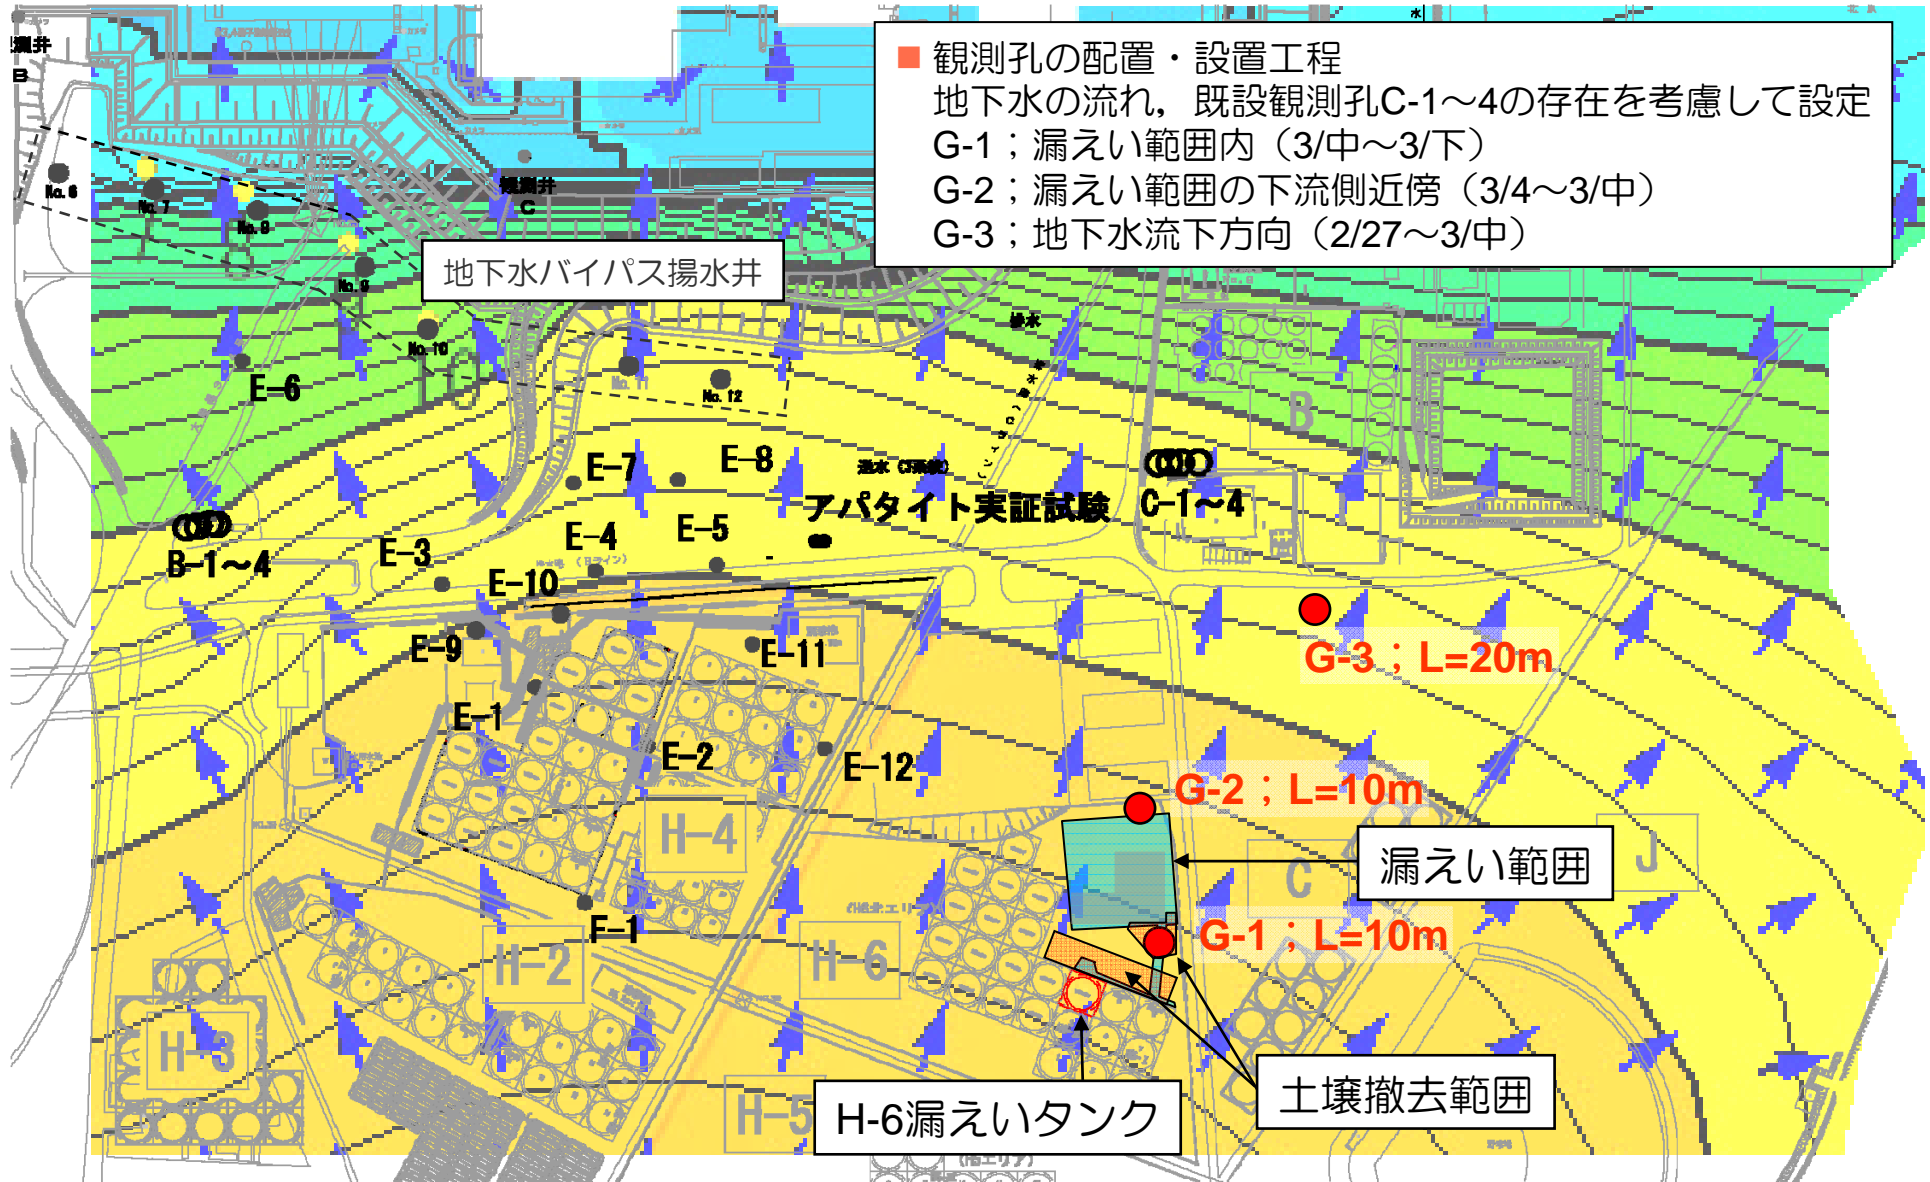 観測井
B
■ 観測孔の配置・設置工程
地下水の流れ，既設観測孔C-1～4の存在を考慮して設定
G-1；漏えい範囲内（3/中～3/下）
G-2；漏えい範囲の下流側近傍（3/4～3/中）
G-3；地下水流下方向（2/27～3/中）
No.6
No.7
No.8
No.9
No.10
No.11
No.12
観測井
C
地下水バイパス揚水井
E-6
B
E-7
E-8
アパタイト実証試験
C-1～4
B-1～4
E-3
E-4
E-5
E-10
E-9
E-11
G-3；L=20m
E-1
E-2
E-12
G-2；L=10m
H-4
漏えい範囲
C
J
F-1
G-1；L=10m
H-2
H-6
H-3
H-5
H-6漏えいタンク
土壌撤去範囲